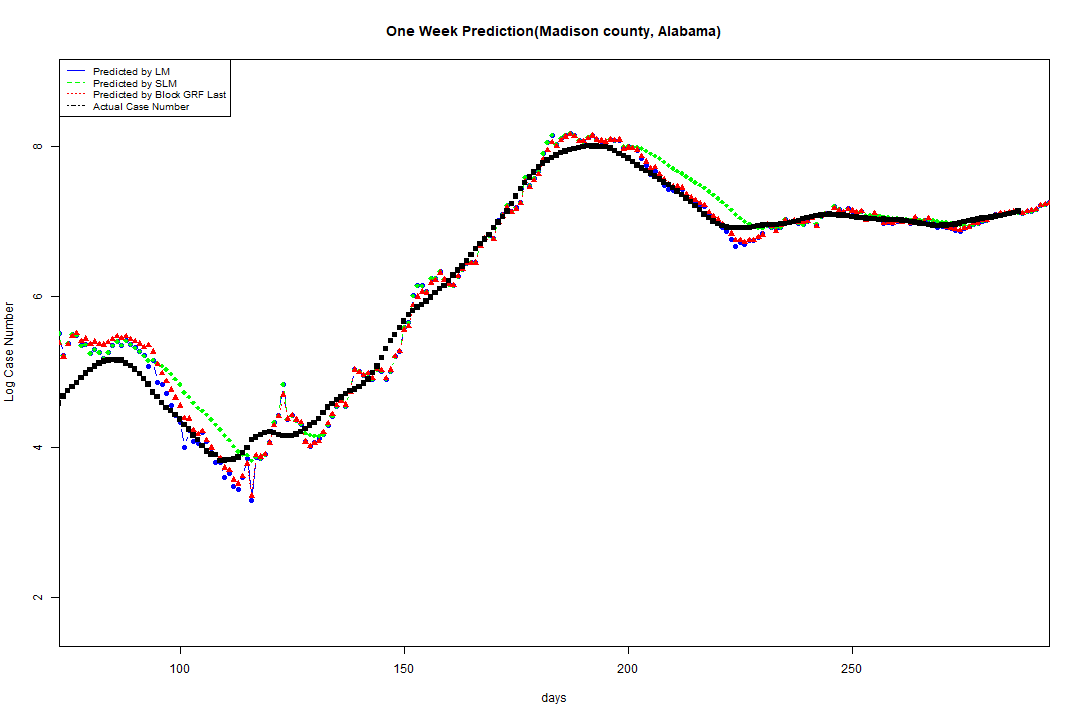 One Week Prediction(Madison county, Alabama)
Predicted by LM
Predicted by SLM
Predicted by Block GRF Last
Actual Case Number
8
6
4
2
Log Case Number
100 150 200 250
days